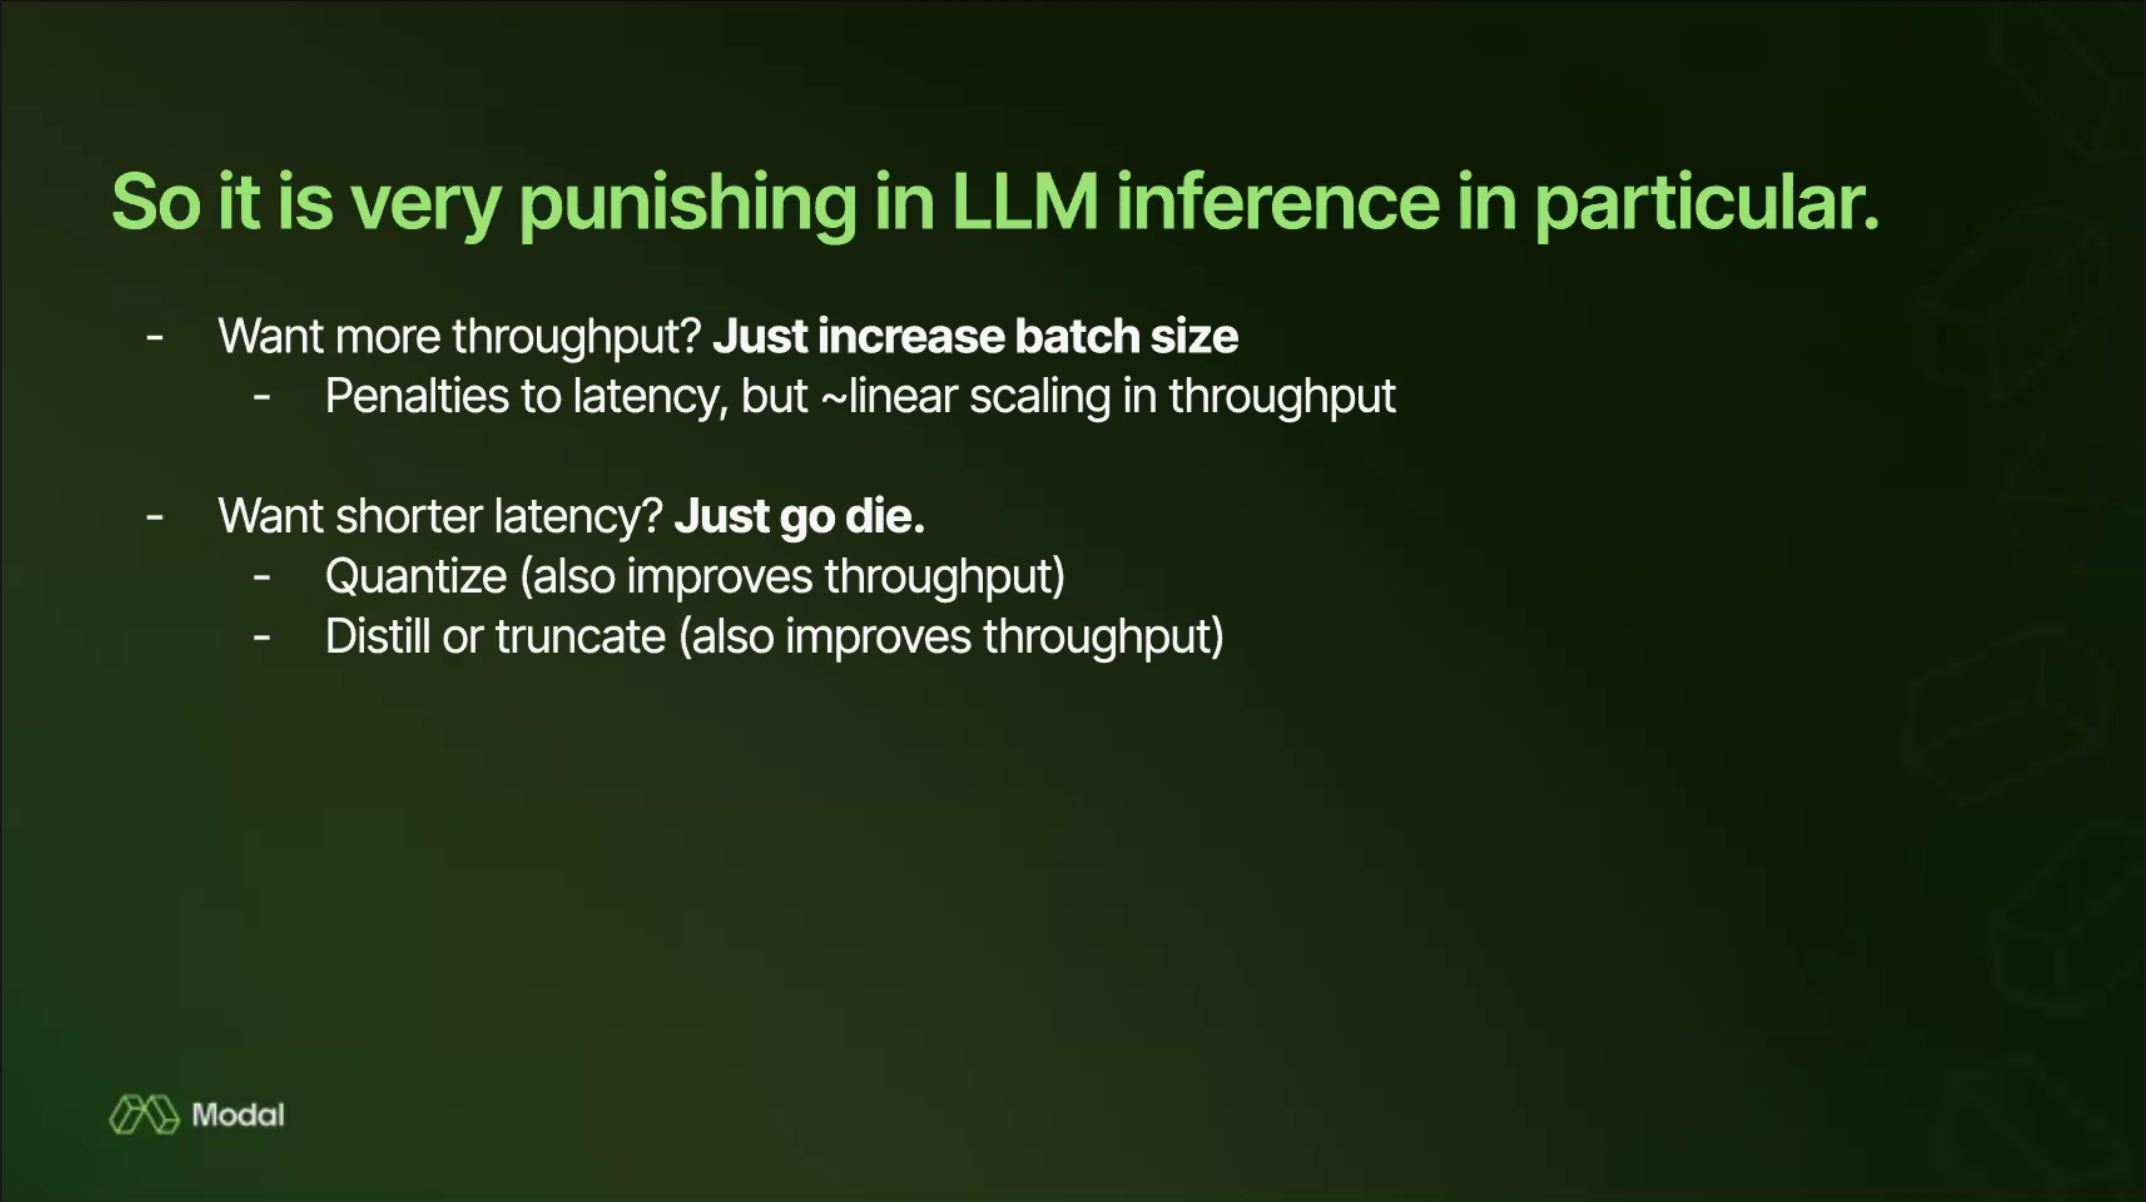 So it is very punishing in LLM inference in particular.
- Want more throughput? Just increase batch size
- Penalties to latency, but ~linear scaling in throughput
- Want shorter latency? Just go die.
- Quantize (also improves throughput)
- Distill or truncate (also improves throughput)
Modal